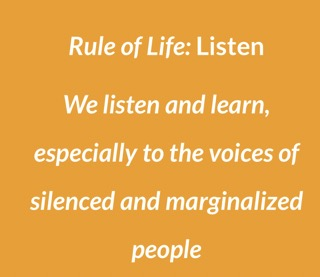 Rule of Life: Listen
We listen and learn,
especially to the voices of
silenced and marginalized
people